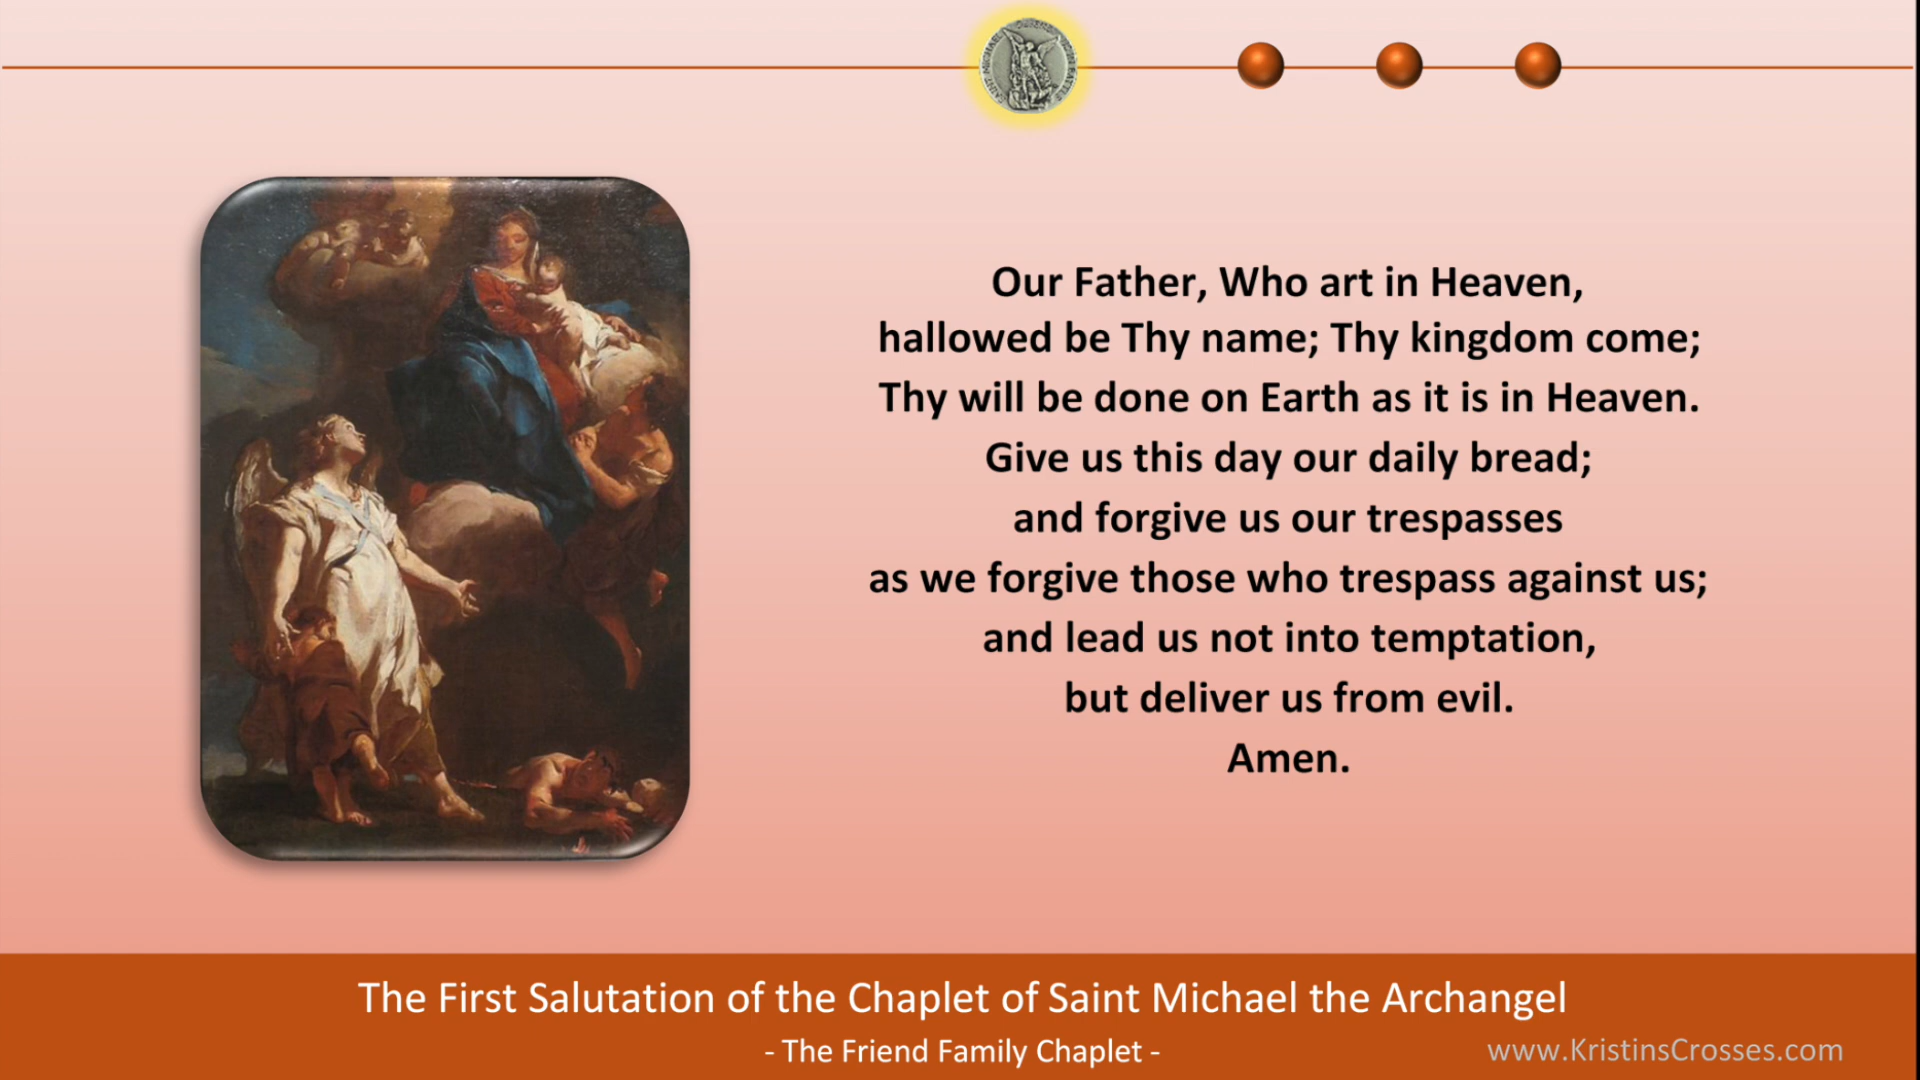 Our Father, Who art in Heaven,
hallowed be Thy name; Thy kingdom come;
Thy will be done on Earth as it is in Heaven.
Give us this day our daily bread;
and forgive us our trespasses
as we forgive those who trespass against us;
and lead us not into temptation,
but deliver us from evil.
Amen.
The First Salutation of the Chaplet of Saint Michael the Archangel
- The Friend Family Chaplet -
www.KristinsCrosses.com